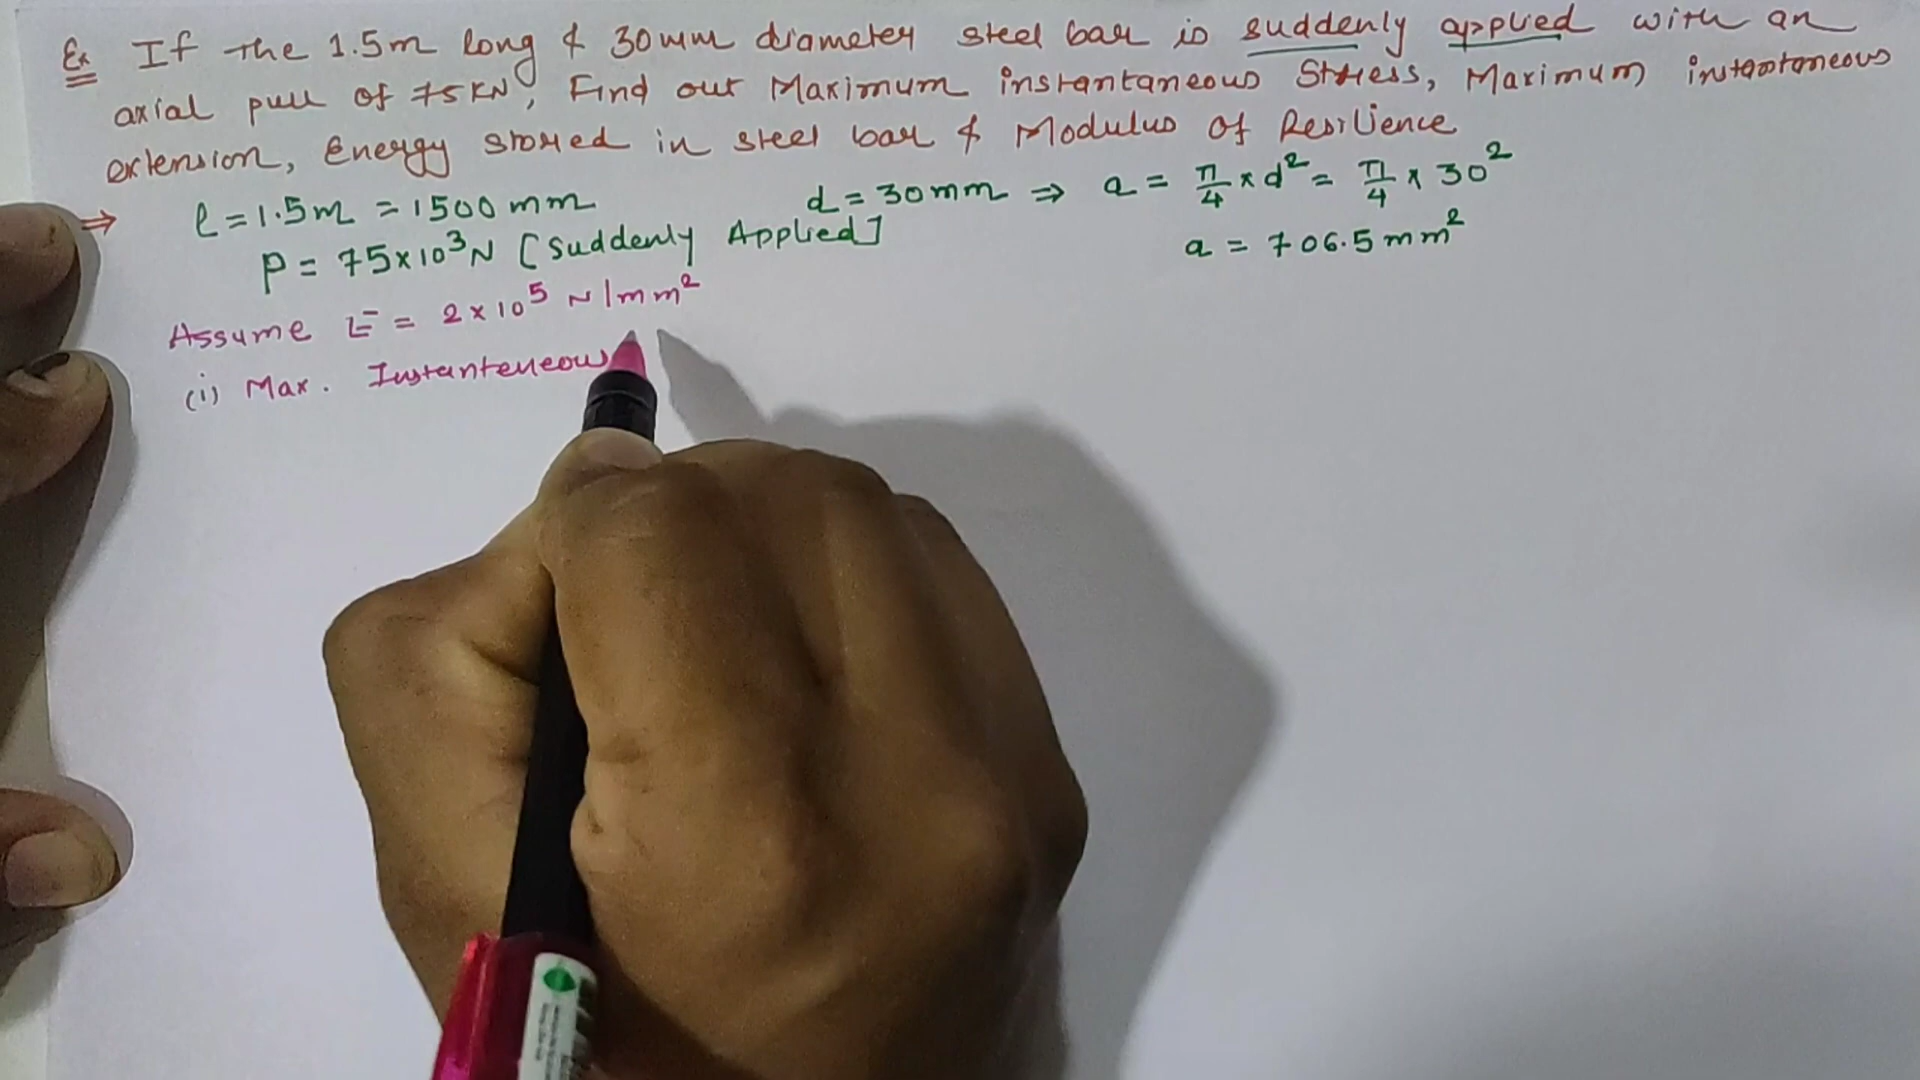 Ex If the 1.5m long & 30mm diameter steel bar is suddenly applied with an
axial pull of 75KN, Find out Maximum instantaneous Stress, Maximum instantaneous
extension, Energy stored in steel bar & Modulus of Resilience
⇒ l = 1.5m = 1500 mm d = 30mm ⇒ a = π/4 × d² = π/4 × 30²
P = 75×10³N [Suddenly Applied] a = 706.5 mm²
Assume E = 2×10⁵ N/mm²
(i) Max. Instanteneou